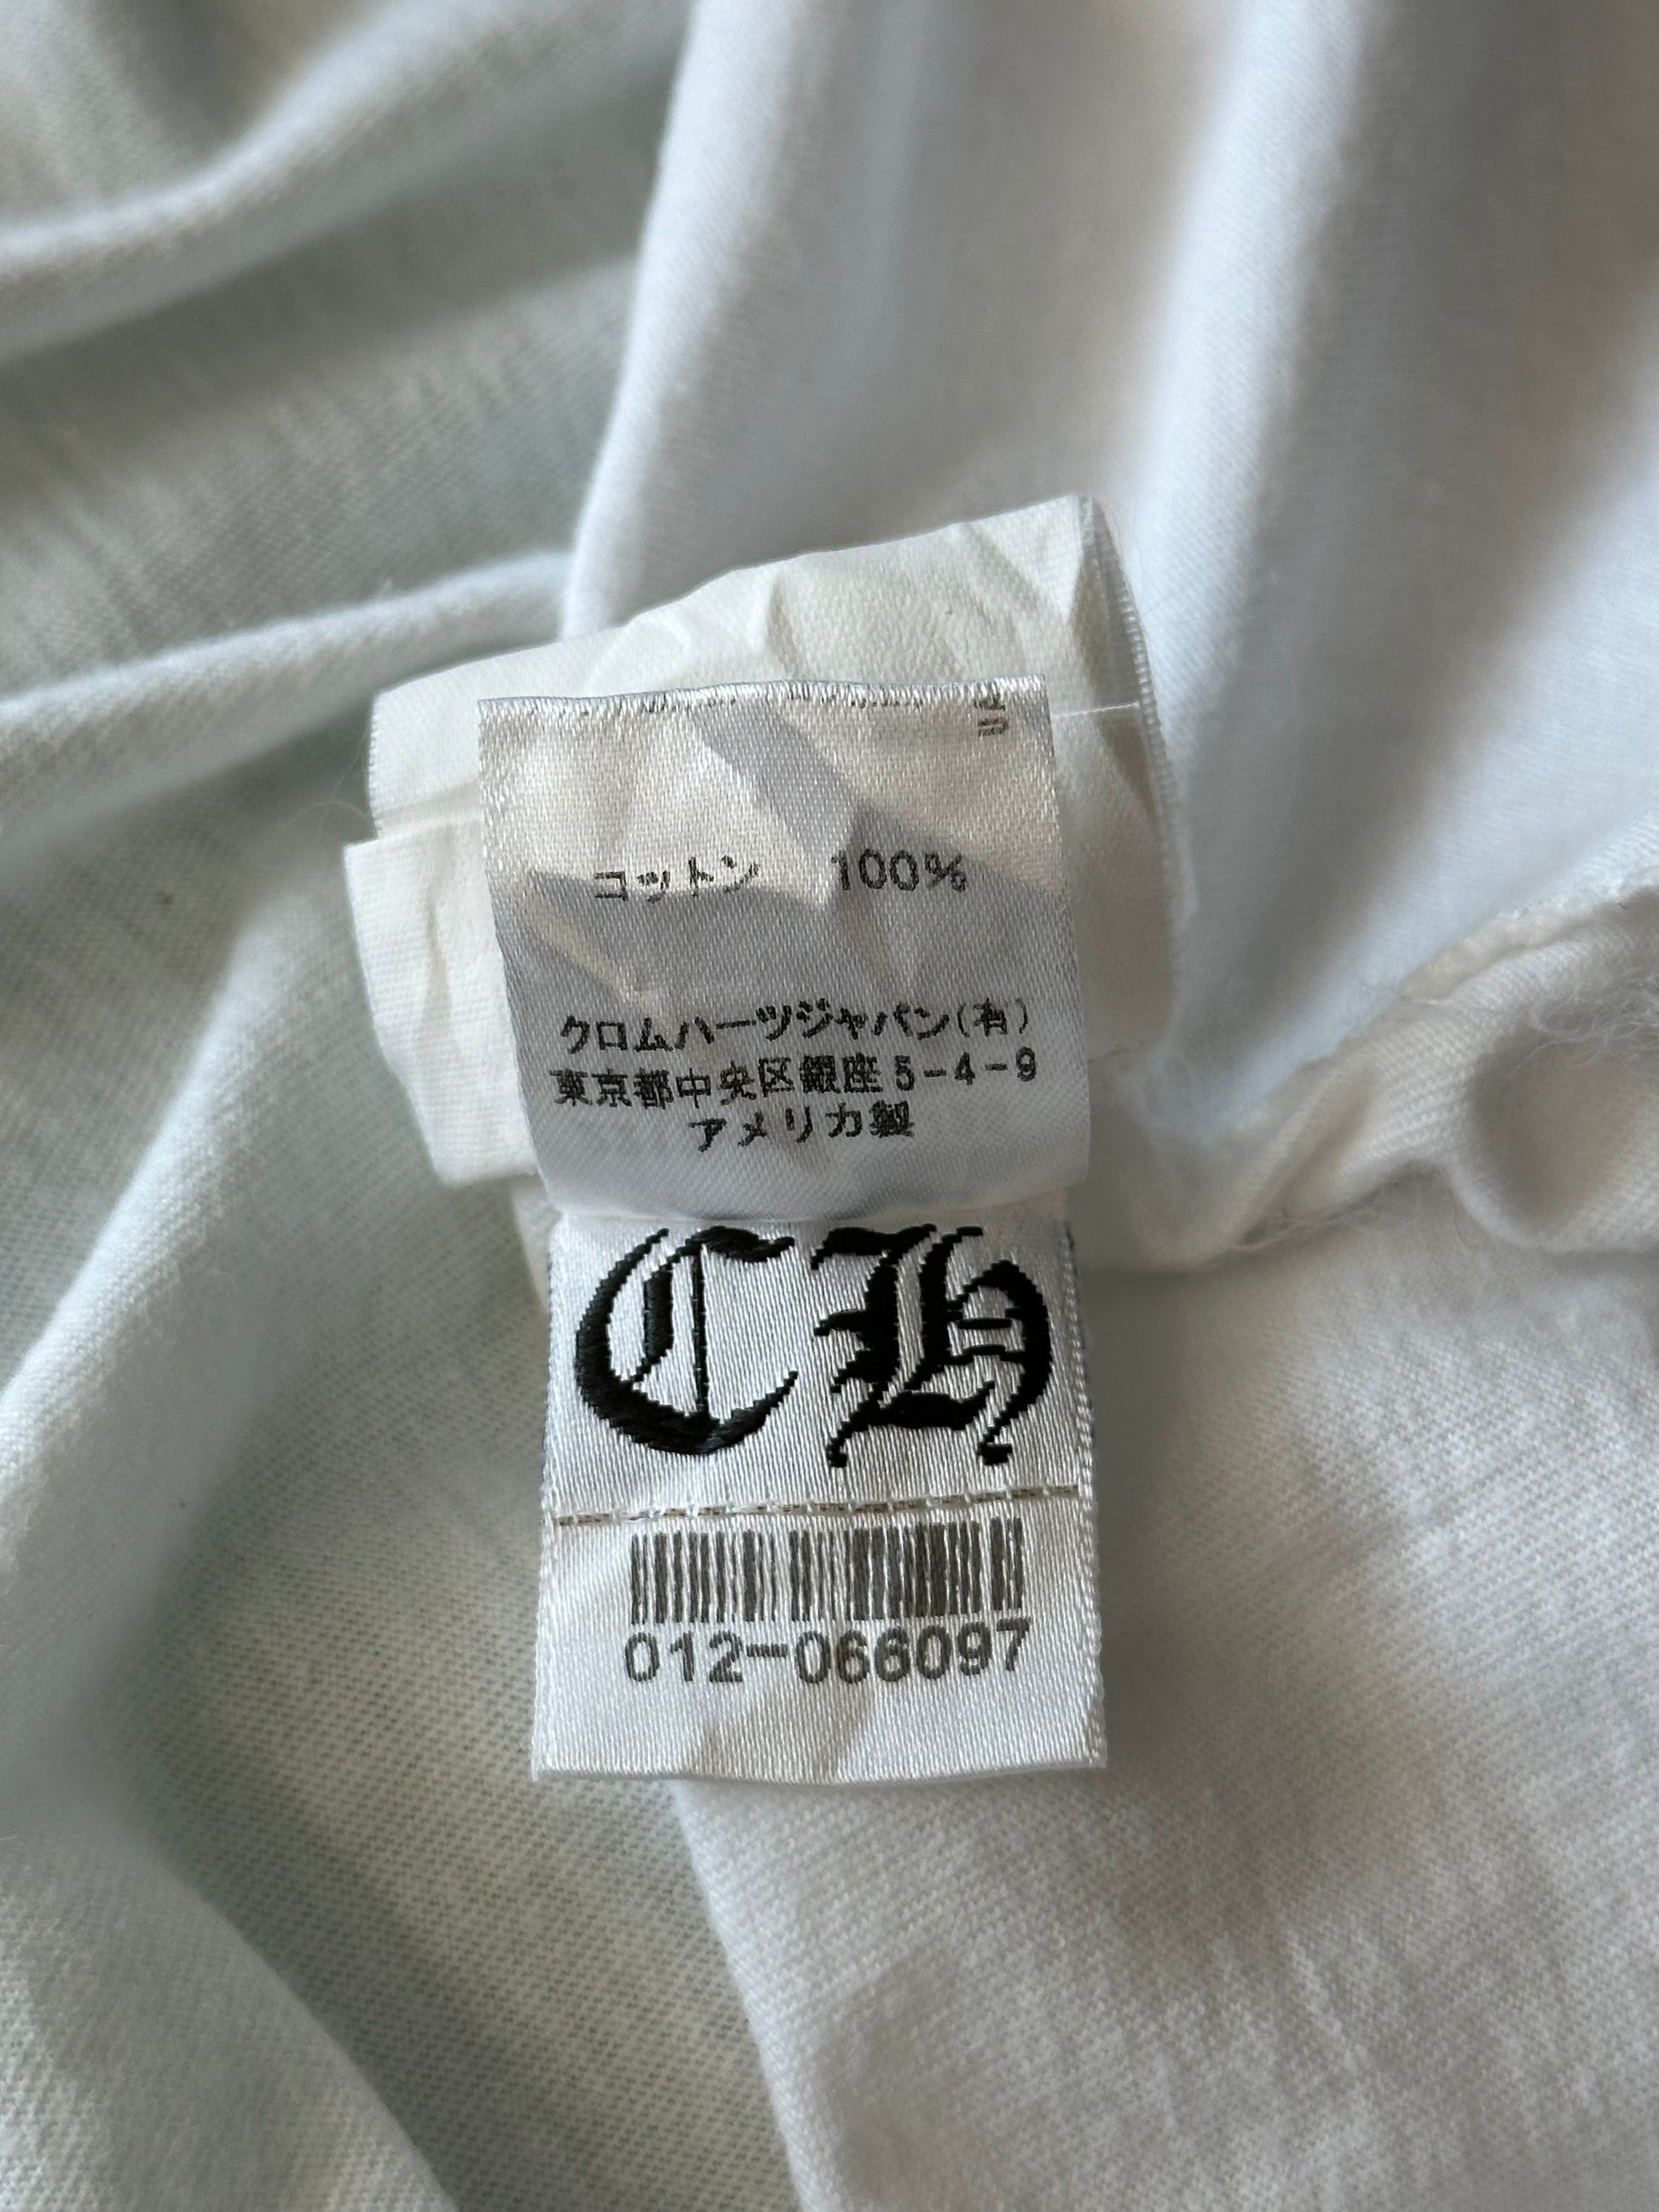 コットン 100%
クロムハーツジャパン(有)
東京都中央区銀座5-4-9
アメリカ製
CH
012-066097